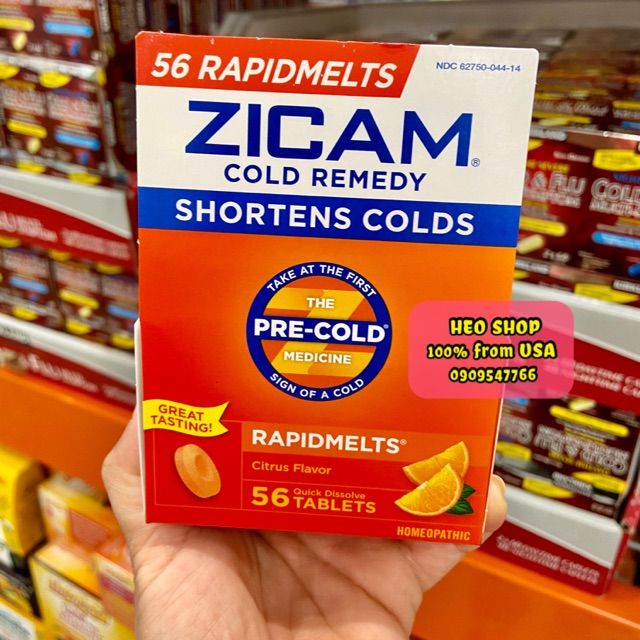 56 RAPIDMELTS
NDC 62750-044-14
ZICAM®
COLD REMEDY
SHORTENS COLDS
TAKE AT THE FIRST
THE
PRE-COLD®
MEDICINE
SIGN OF A COLD
HEO SHOP
100% from USA
0909547766
GREAT
TASTING!
RAPIDMELTS®
Citrus Flavor
56 Quick Dissolve
TABLETS
HOMEOPATHIC
& FLU